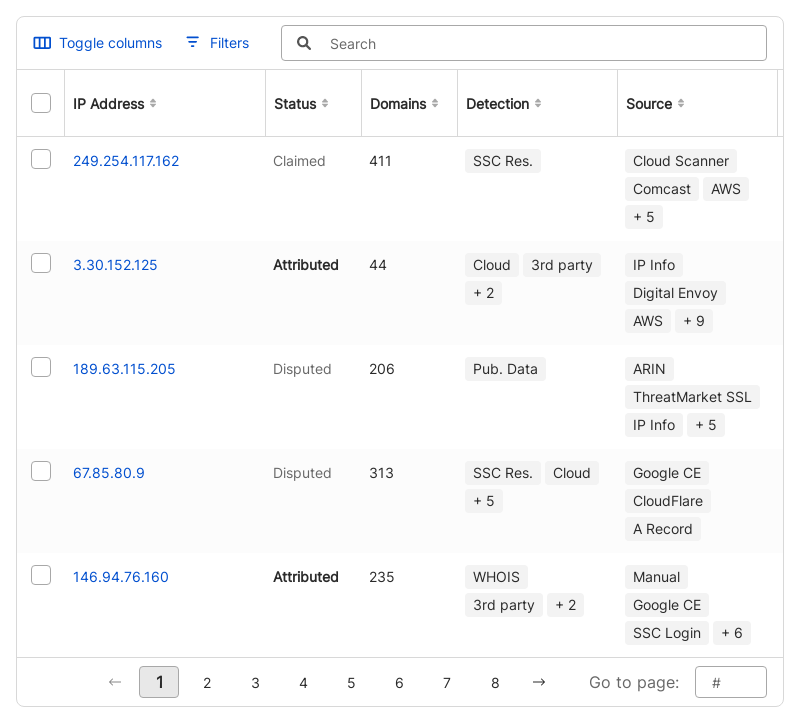 Toggle columns Filters Search
IP Address Status Domains Detection Source
249.254.117.162 Claimed 411 SSC Res. Cloud Scanner
Comcast AWS
+ 5
3.30.152.125 Attributed 44 Cloud 3rd party IP Info
+ 2 Digital Envoy
AWS + 9
189.63.115.205 Disputed 206 Pub. Data ARIN
ThreatMarket SSL
IP Info + 5
67.85.80.9 Disputed 313 SSC Res. Cloud Google CE
+ 5 CloudFlare
A Record
146.94.76.160 Attributed 235 WHOIS Manual
3rd party + 2 Google CE
SSC Login + 6
← 1 2 3 4 5 6 7 8 → Go to page: #